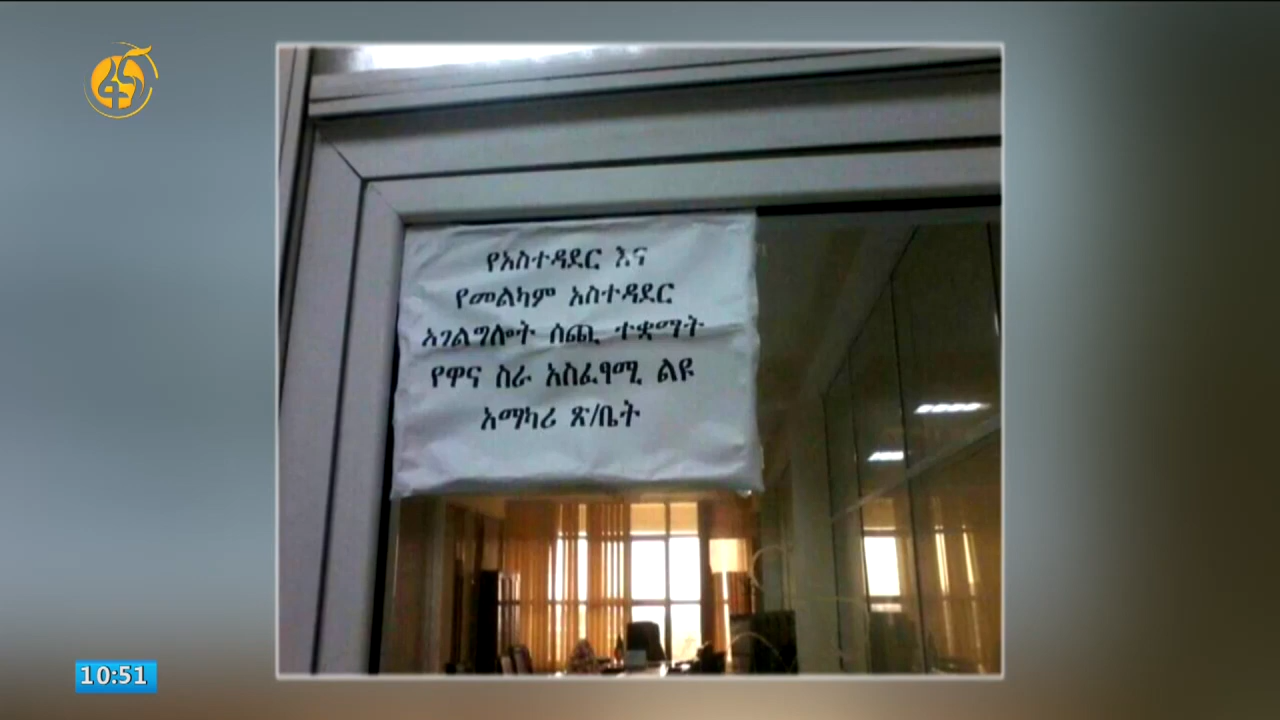 የአስተዳደር እና
የመልካም አስተዳደር
አገልግሎት ሰጪ ተቋማት
የዋና ስራ አስፈፃሚ ልዩ
አማካሪ ጽ/ቤት
10:51